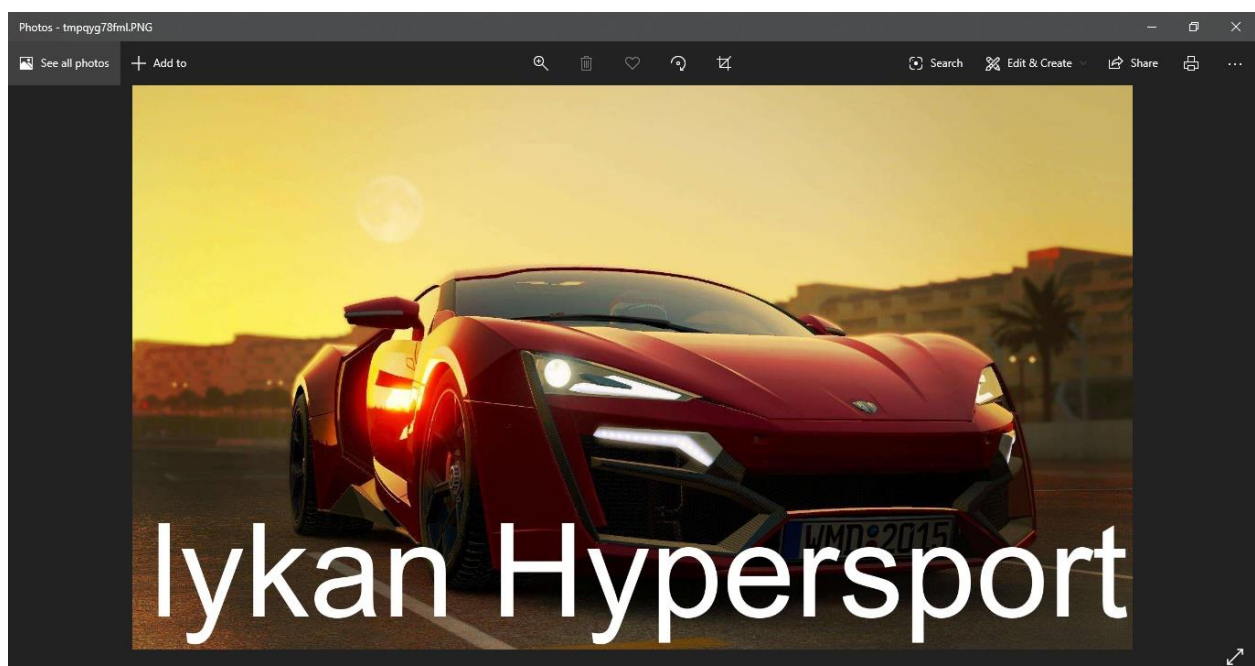 Photos - tmpqyg78fml.PNG
See all photos
Add to
Search
Edit & Create
Share
WMD 2015
lykan Hypersport